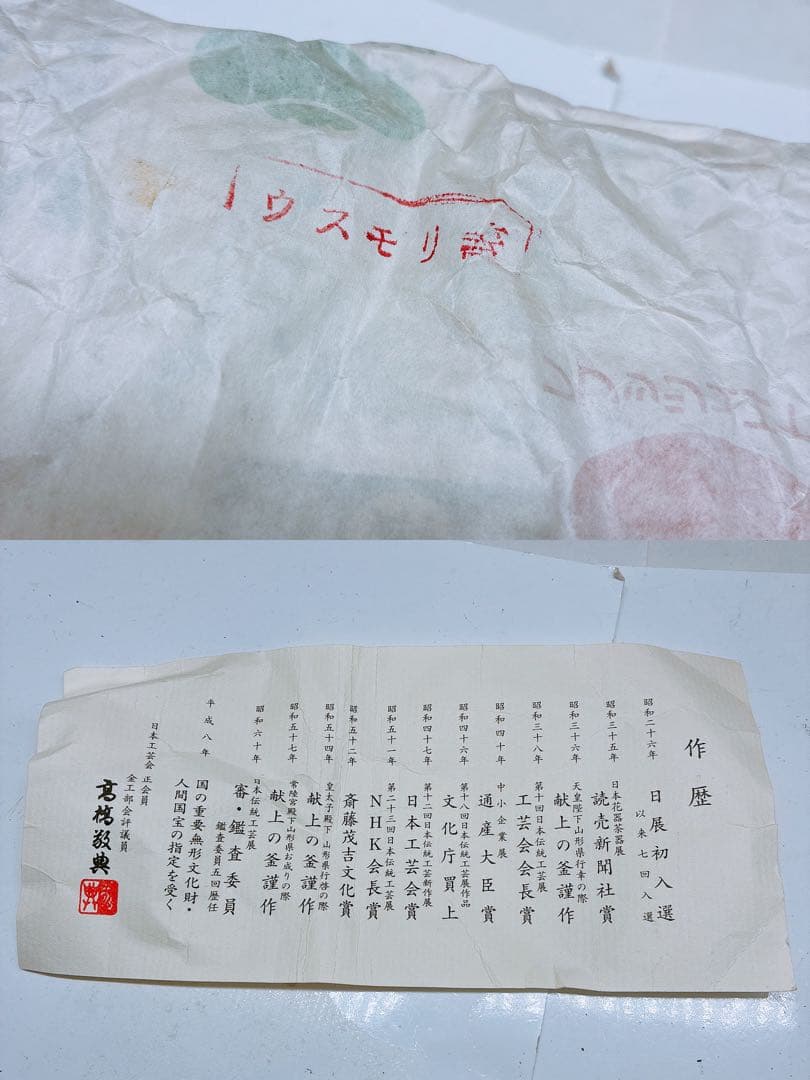 ウスモリ
作歴
昭和二十六年 日展初入選
以来七回入選
昭和三十五年 日本花器茶器展
読売新聞社賞
昭和三十六年 天皇陛下山形県行幸の際
献上の釜謹作
昭和三十八年 第十回日本伝統工芸展
工芸会会長賞
昭和四十年 中小企業展
通産大臣賞
昭和四十六年 第十八回日本伝統工芸展作品
文化庁買上
昭和四十七年 第十二回日本伝統工芸新作展
日本工芸会賞
昭和五十一年 第二十三回日本伝統工芸展
NHK会長賞
昭和五十二年 斎藤茂吉文化賞
昭和五十四年 皇太子殿下山形県行啓の際
献上の釜謹作
昭和五十七年 常陸宮殿下山形県お成りの際
献上の釜謹作
昭和六十年 日本伝統工芸展
審・鑑査委員
鑑査委員五回歴任
平成八年 国の重要無形文化財・
人間国宝の指定を受く
日本工芸会 正会員
金工部会評議員
高橋敬典